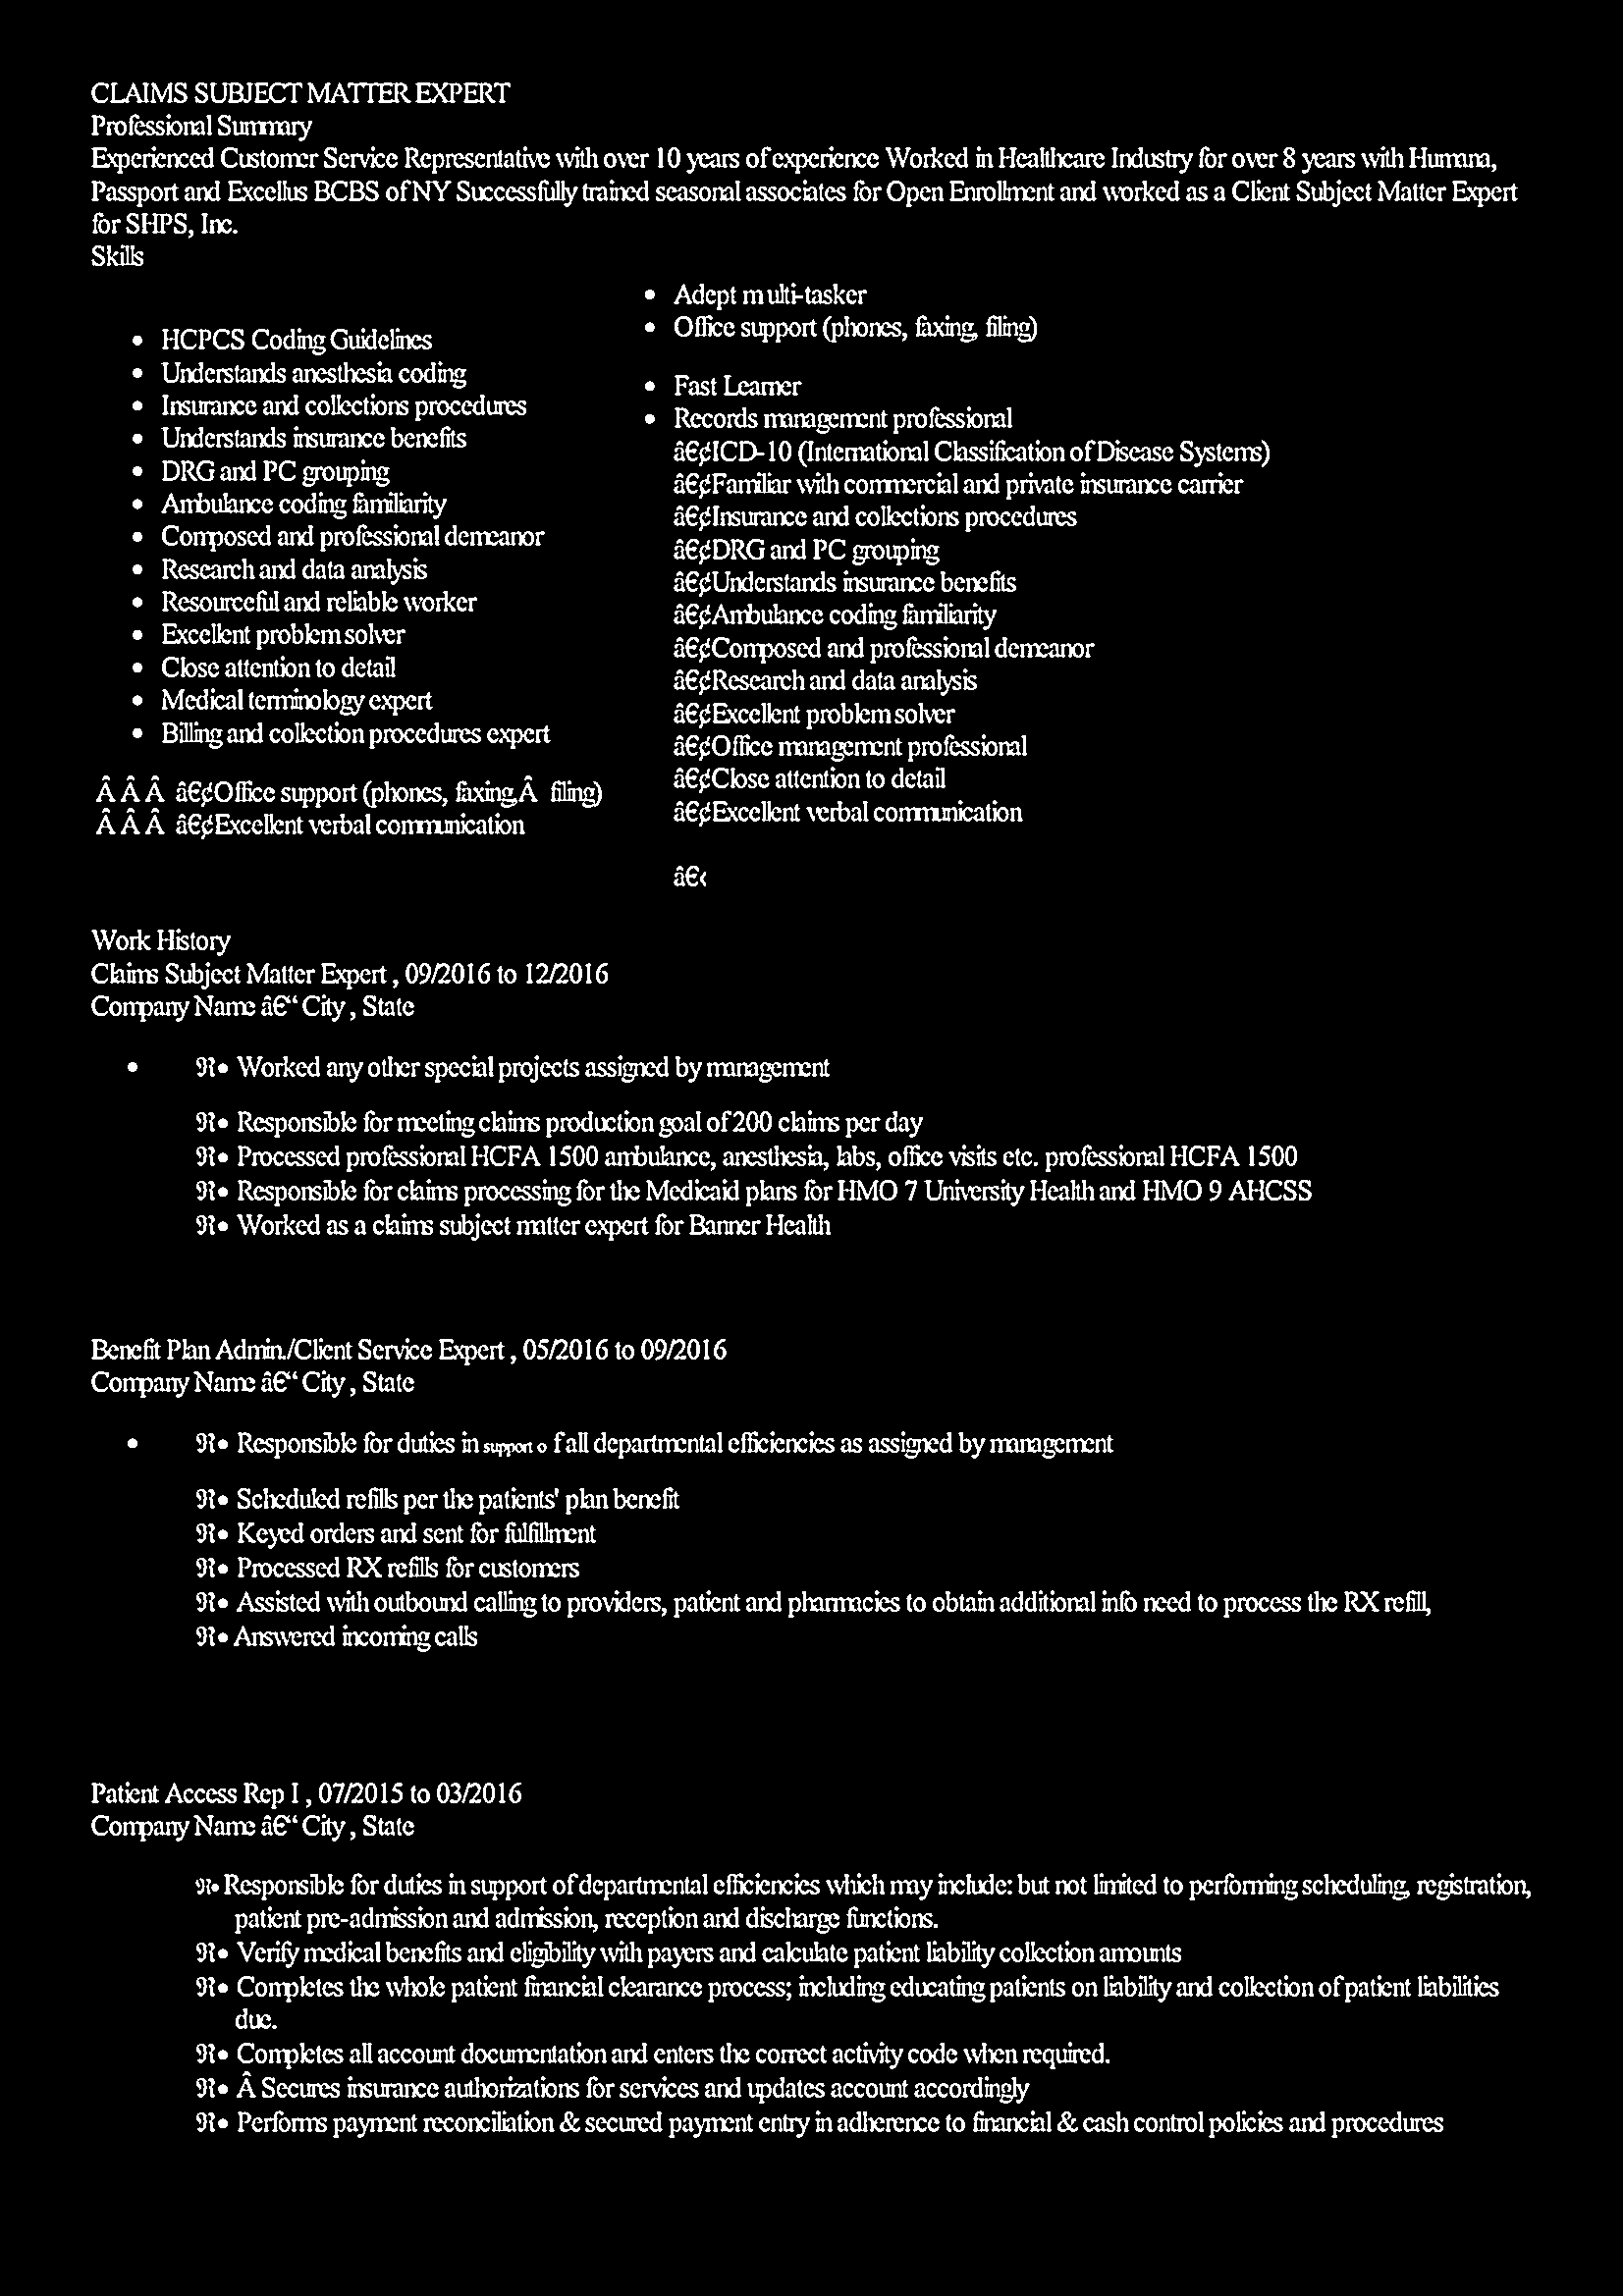 CLAIMS SUBJECT MATTER EXPERT
Professional Summary
Experienced Customer Service Representative with over 10 years of experience Worked in Healthcare Industry for over 8 years with Humana,
Passport and Excellus BCBS of NY Successfully trained seasonal associates for Open Enrollment and worked as a Client Subject Matter Expert
for SHPS, Inc.
Skills
• HCPCS Coding Guidelines
• Understands anesthesia coding
• Insurance and collections procedures
• Understands insurance benefits
• DRG and PC grouping
• Ambulance coding familiarity
• Composed and professional demeanor
• Research and data analysis
• Resourceful and reliable worker
• Excellent problem solver
• Close attention to detail
• Medical terminology expert
• Billing and collection procedures expert
Â Â Â â€¢Office support (phones, faxing,Â filing)
Â Â Â â€¢Excellent verbal communication
• Adept multi-tasker
• Office support (phones, faxing, filing)
• Fast Learner
• Records management professional
â€¢ICD-10 (International Classification of Disease Systems)
â€¢Familiar with commercial and private insurance carrier
â€¢Insurance and collections procedures
â€¢DRG and PC grouping
â€¢Understands insurance benefits
â€¢Ambulance coding familiarity
â€¢Composed and professional demeanor
â€¢Research and data analysis
â€¢Excellent problem solver
â€¢Office management professional
â€¢Close attention to detail
â€¢Excellent verbal communication
â€‹
Work History
Claims Subject Matter Expert , 09/2016 to 12/2016
Company Name â€“ City , State
• • Worked any other special projects assigned by management
• Responsible for meeting claims production goal of 200 claims per day
• Processed professional HCFA 1500 ambulance, anesthesia, labs, office visits etc. professional HCFA 1500
• Responsible for claims processing for the Medicaid plans for HMO 7 University Health and HMO 9 AHCSS
• Worked as a claims subject matter expert for Banner Health
Benefit Plan Admin./Client Service Expert , 05/2016 to 09/2016
Company Name â€“ City , State
• • Responsible for duties in support o f all departmental efficiencies as assigned by management
• Scheduled refills per the patients' plan benefit
• Keyed orders and sent for fulfillment
• Processed RX refills for customers
• Assisted with outbound calling to providers, patient and pharmacies to obtain additional info need to process the RX refill,
• Answered incoming calls
Patient Access Rep I , 07/2015 to 03/2016
Company Name â€“ City , State
• Responsible for duties in support of departmental efficiencies which may include: but not limited to performing scheduling, registration,
patient pre-admission and admission, reception and discharge functions.
• Verify medical benefits and eligibility with payers and calculate patient liability collection amounts
• Completes the whole patient financial clearance process; including educating patients on liability and collection of patient liabilities
due.
• Completes all account documentation and enters the correct activity code when required.
• Â Secures insurance authorizations for services and updates account accordingly
• Performs payment reconciliation & secured payment entry in adherence to financial & cash control policies and procedures